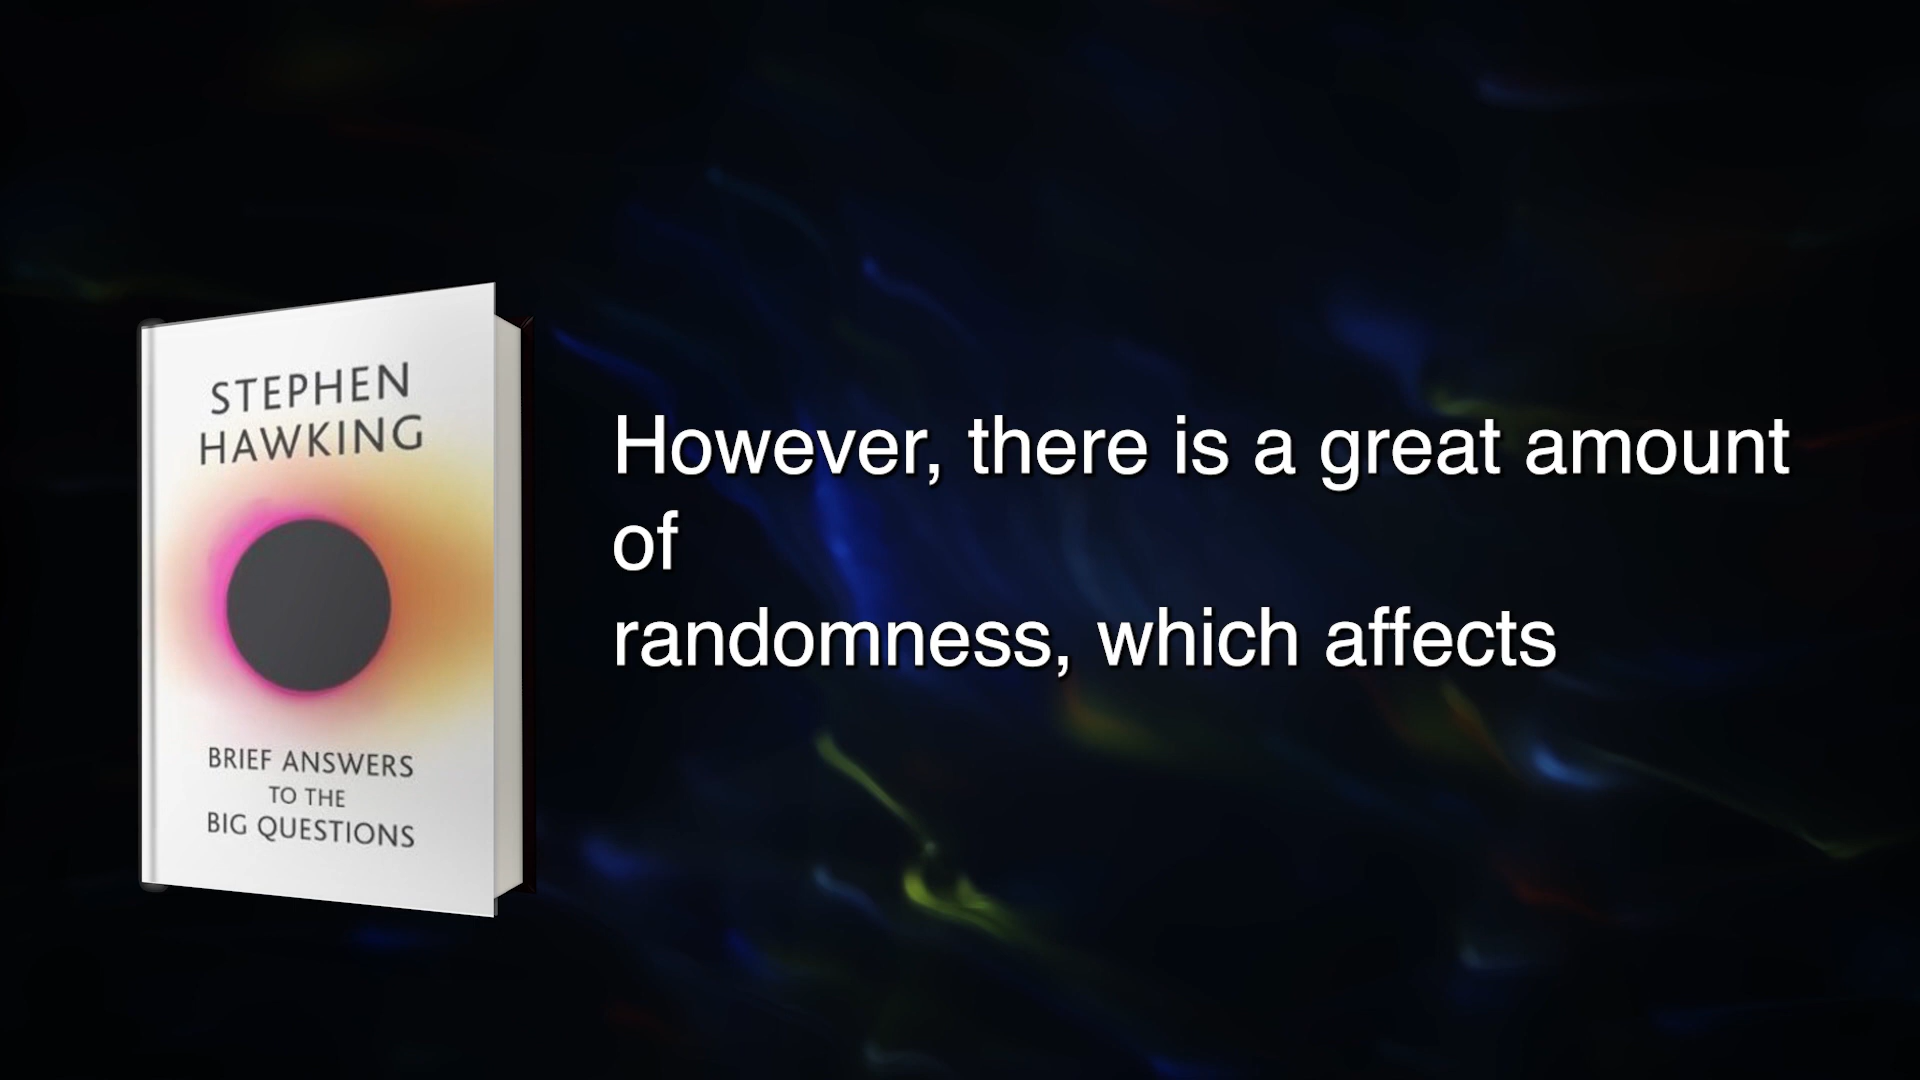 STEPHEN
HAWKING
BRIEF ANSWERS
TO THE
BIG QUESTIONS
However, there is a great amount
of
randomness, which affects